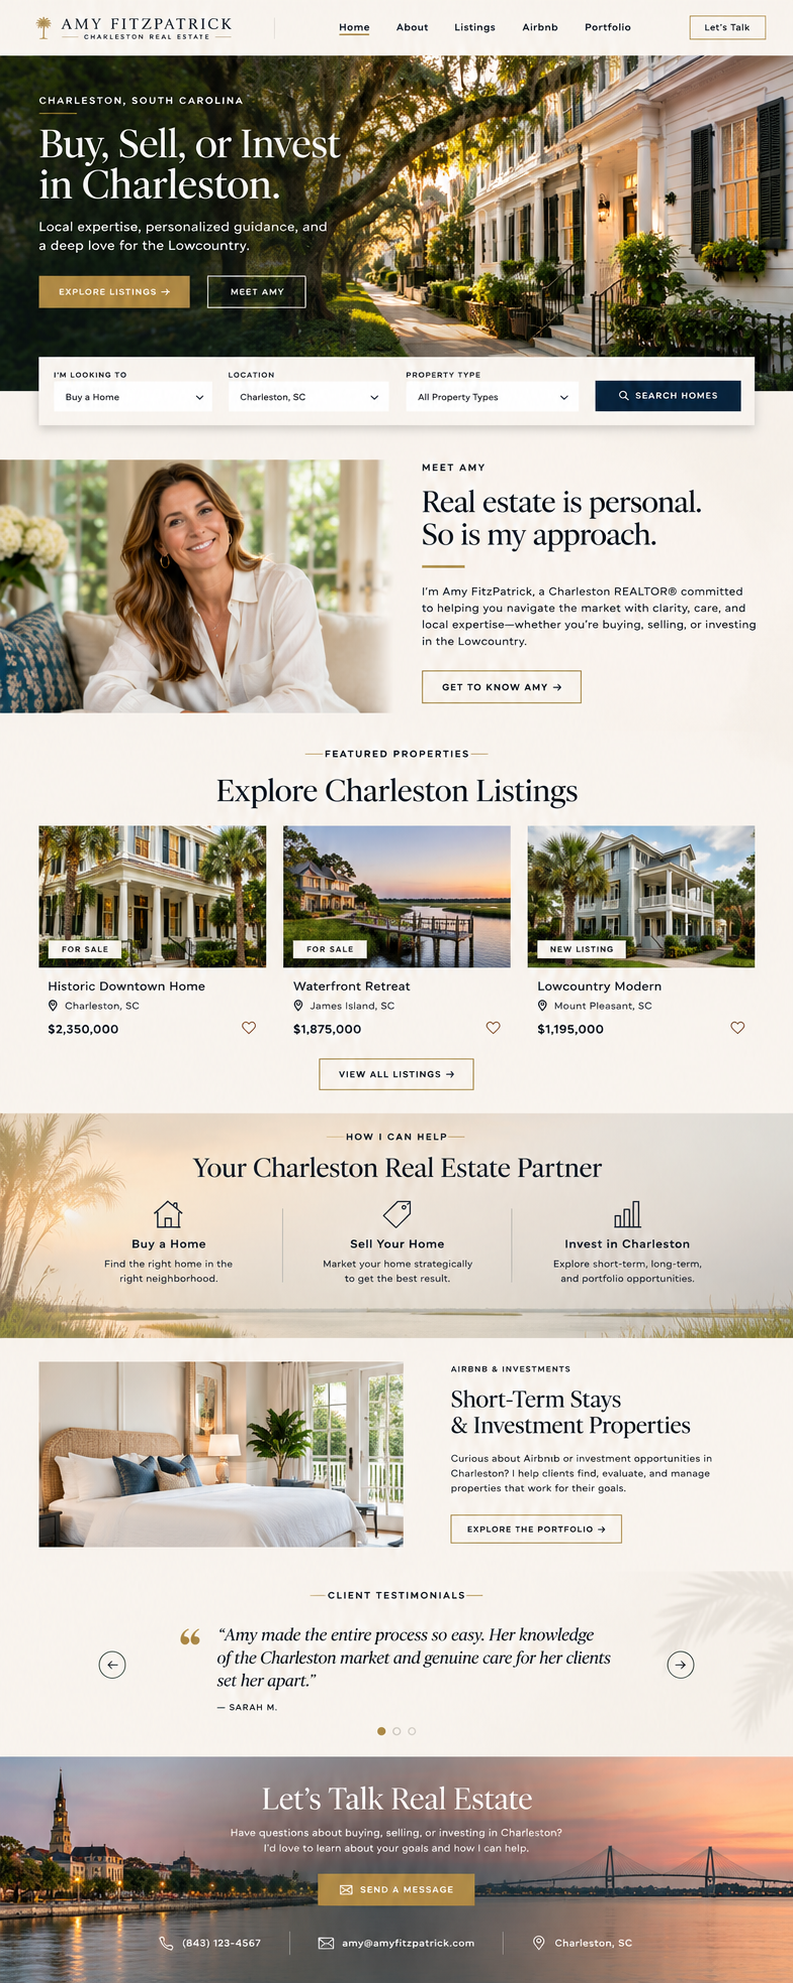 AMY FITZPATRICK
CHARLESTON REAL ESTATE
Home
About
Listings
Airbnb
Portfolio
Let's Talk
CHARLESTON, SOUTH CAROLINA
Buy, Sell, or Invest
in Charleston.
Local expertise, personalized guidance, and
a deep love for the Lowcountry.
EXPLORE LISTINGS →
MEET AMY
I'M LOOKING TO
Buy a Home
LOCATION
Charleston, SC
PROPERTY TYPE
All Property Types
SEARCH HOMES
MEET AMY
Real estate is personal.
So is my approach.
I'm Amy FitzPatrick, a Charleston REALTOR® committed
to helping you navigate the market with clarity, care, and
local expertise—whether you're buying, selling, or investing
in the Lowcountry.
GET TO KNOW AMY →
FEATURED PROPERTIES
Explore Charleston Listings
FOR SALE
Historic Downtown Home
Charleston, SC
$2,350,000
FOR SALE
Waterfront Retreat
James Island, SC
$1,875,000
NEW LISTING
Lowcountry Modern
Mount Pleasant, SC
$1,195,000
VIEW ALL LISTINGS →
HOW I CAN HELP
Your Charleston Real Estate Partner
Buy a Home
Find the right home in the
right neighborhood.
Sell Your Home
Market your home strategically
to get the best result.
Invest in Charleston
Explore short-term, long-term,
and portfolio opportunities.
AIRBNB & INVESTMENTS
Short-Term Stays
& Investment Properties
Curious about Airbnb or investment opportunities in
Charleston? I help clients find, evaluate, and manage
properties that work for their goals.
EXPLORE THE PORTFOLIO →
CLIENT TESTIMONIALS
“Amy made the entire process so easy. Her knowledge
of the Charleston market and genuine care for her clients
set her apart.”
— SARAH M.
Let's Talk Real Estate
Have questions about buying, selling, or investing in Charleston?
I'd love to learn about your goals and how I can help.
SEND A MESSAGE
(843) 123-4567
amy@amyfitzpatrick.com
Charleston, SC